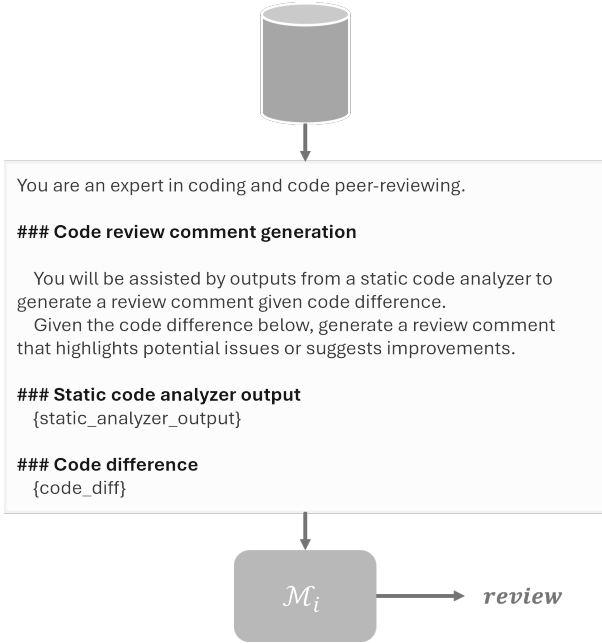 You are an expert in coding and code peer-reviewing.
### Code review comment generation
You will be assisted by outputs from a static code analyzer to
generate a review comment given code difference.
Given the code difference below, generate a review comment
that highlights potential issues or suggests improvements.
### Static code analyzer output
{static_analyzer_output}
### Code difference
{code_diff}
ℳᵢ
review